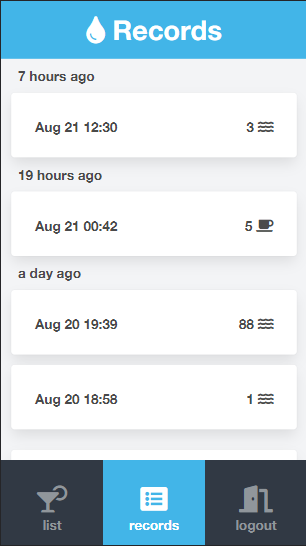 Records
7 hours ago
Aug 21 12:30 3
19 hours ago
Aug 21 00:42 5
a day ago
Aug 20 19:39 88
Aug 20 18:58 1
list records logout